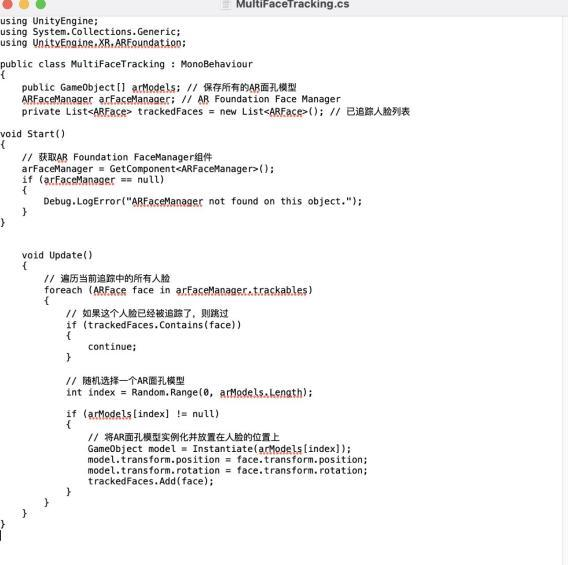 MultiFaceTracking.cs
using UnityEngine;
using System.Collections.Generic;
using UnityEngine.XR.ARFoundation;
public class MultiFaceTracking : MonoBehaviour
{
public GameObject[] arModels; // 保存所有的AR面孔模型
ARFaceManager arFaceManager; // AR Foundation Face Manager
private List<ARFace> trackedFaces = new List<ARFace>(); // 已追踪人脸列表
void Start()
{
// 获取AR Foundation FaceManager组件
arFaceManager = GetComponent<ARFaceManager>();
if (arFaceManager == null)
{
Debug.LogError("ARFaceManager not found on this object.");
}
}
void Update()
{
// 遍历当前追踪中的所有人脸
foreach (ARFace face in arFaceManager.trackables)
{
// 如果这个人脸已经被追踪了，则跳过
if (trackedFaces.Contains(face))
{
continue;
}
// 随机选择一个AR面孔模型
int index = Random.Range(0, arModels.Length);
if (arModels[index] != null)
{
// 将AR面孔模型实例化并放置在人脸的位置上
GameObject model = Instantiate(arModels[index]);
model.transform.position = face.transform.position;
model.transform.rotation = face.transform.rotation;
trackedFaces.Add(face);
}
}
}
}